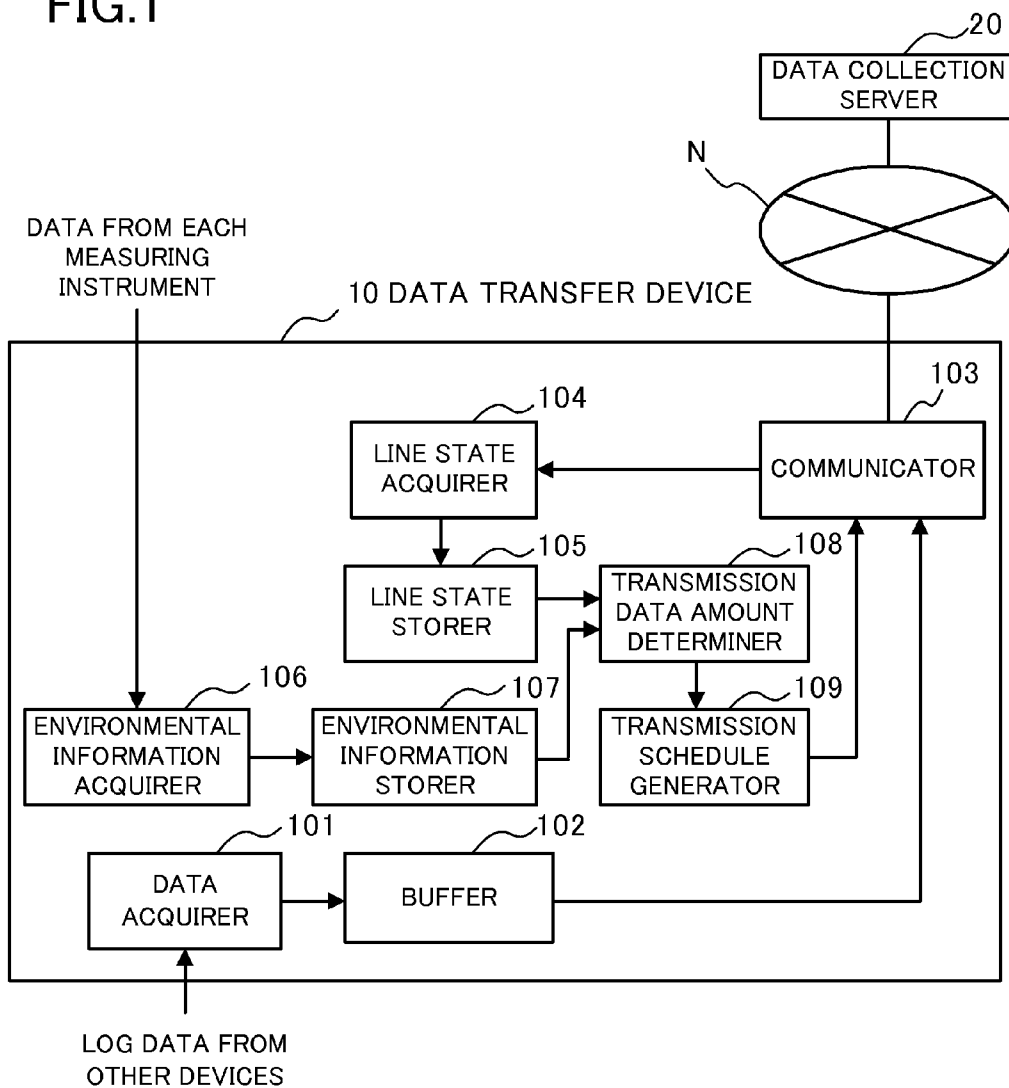 FIG.1
20
DATA COLLECTION
SERVER
N
DATA FROM EACH
MEASURING
INSTRUMENT
10 DATA TRANSFER DEVICE
103
COMMUNICATOR
104
LINE STATE
ACQUIRER
105
LINE STATE
STORER
108
TRANSMISSION
DATA AMOUNT
DETERMINER
106
ENVIRONMENTAL
INFORMATION
ACQUIRER
107
ENVIRONMENTAL
INFORMATION
STORER
109
TRANSMISSION
SCHEDULE
GENERATOR
101
DATA
ACQUIRER
102
BUFFER
LOG DATA FROM
OTHER DEVICES